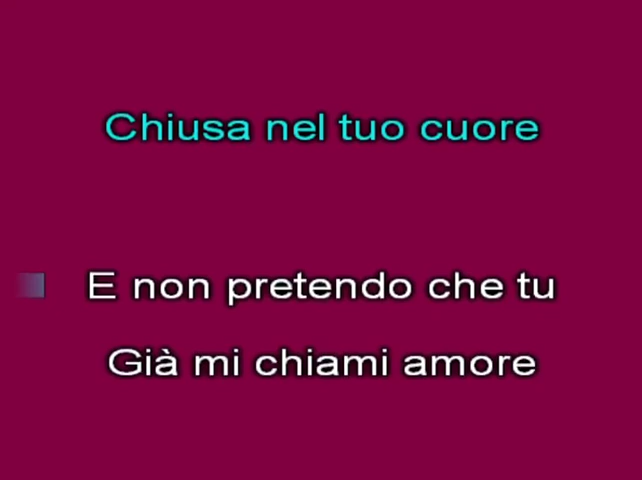 Chiusa nel tuo cuore
E non pretendo che tu
Già mi chiami amore